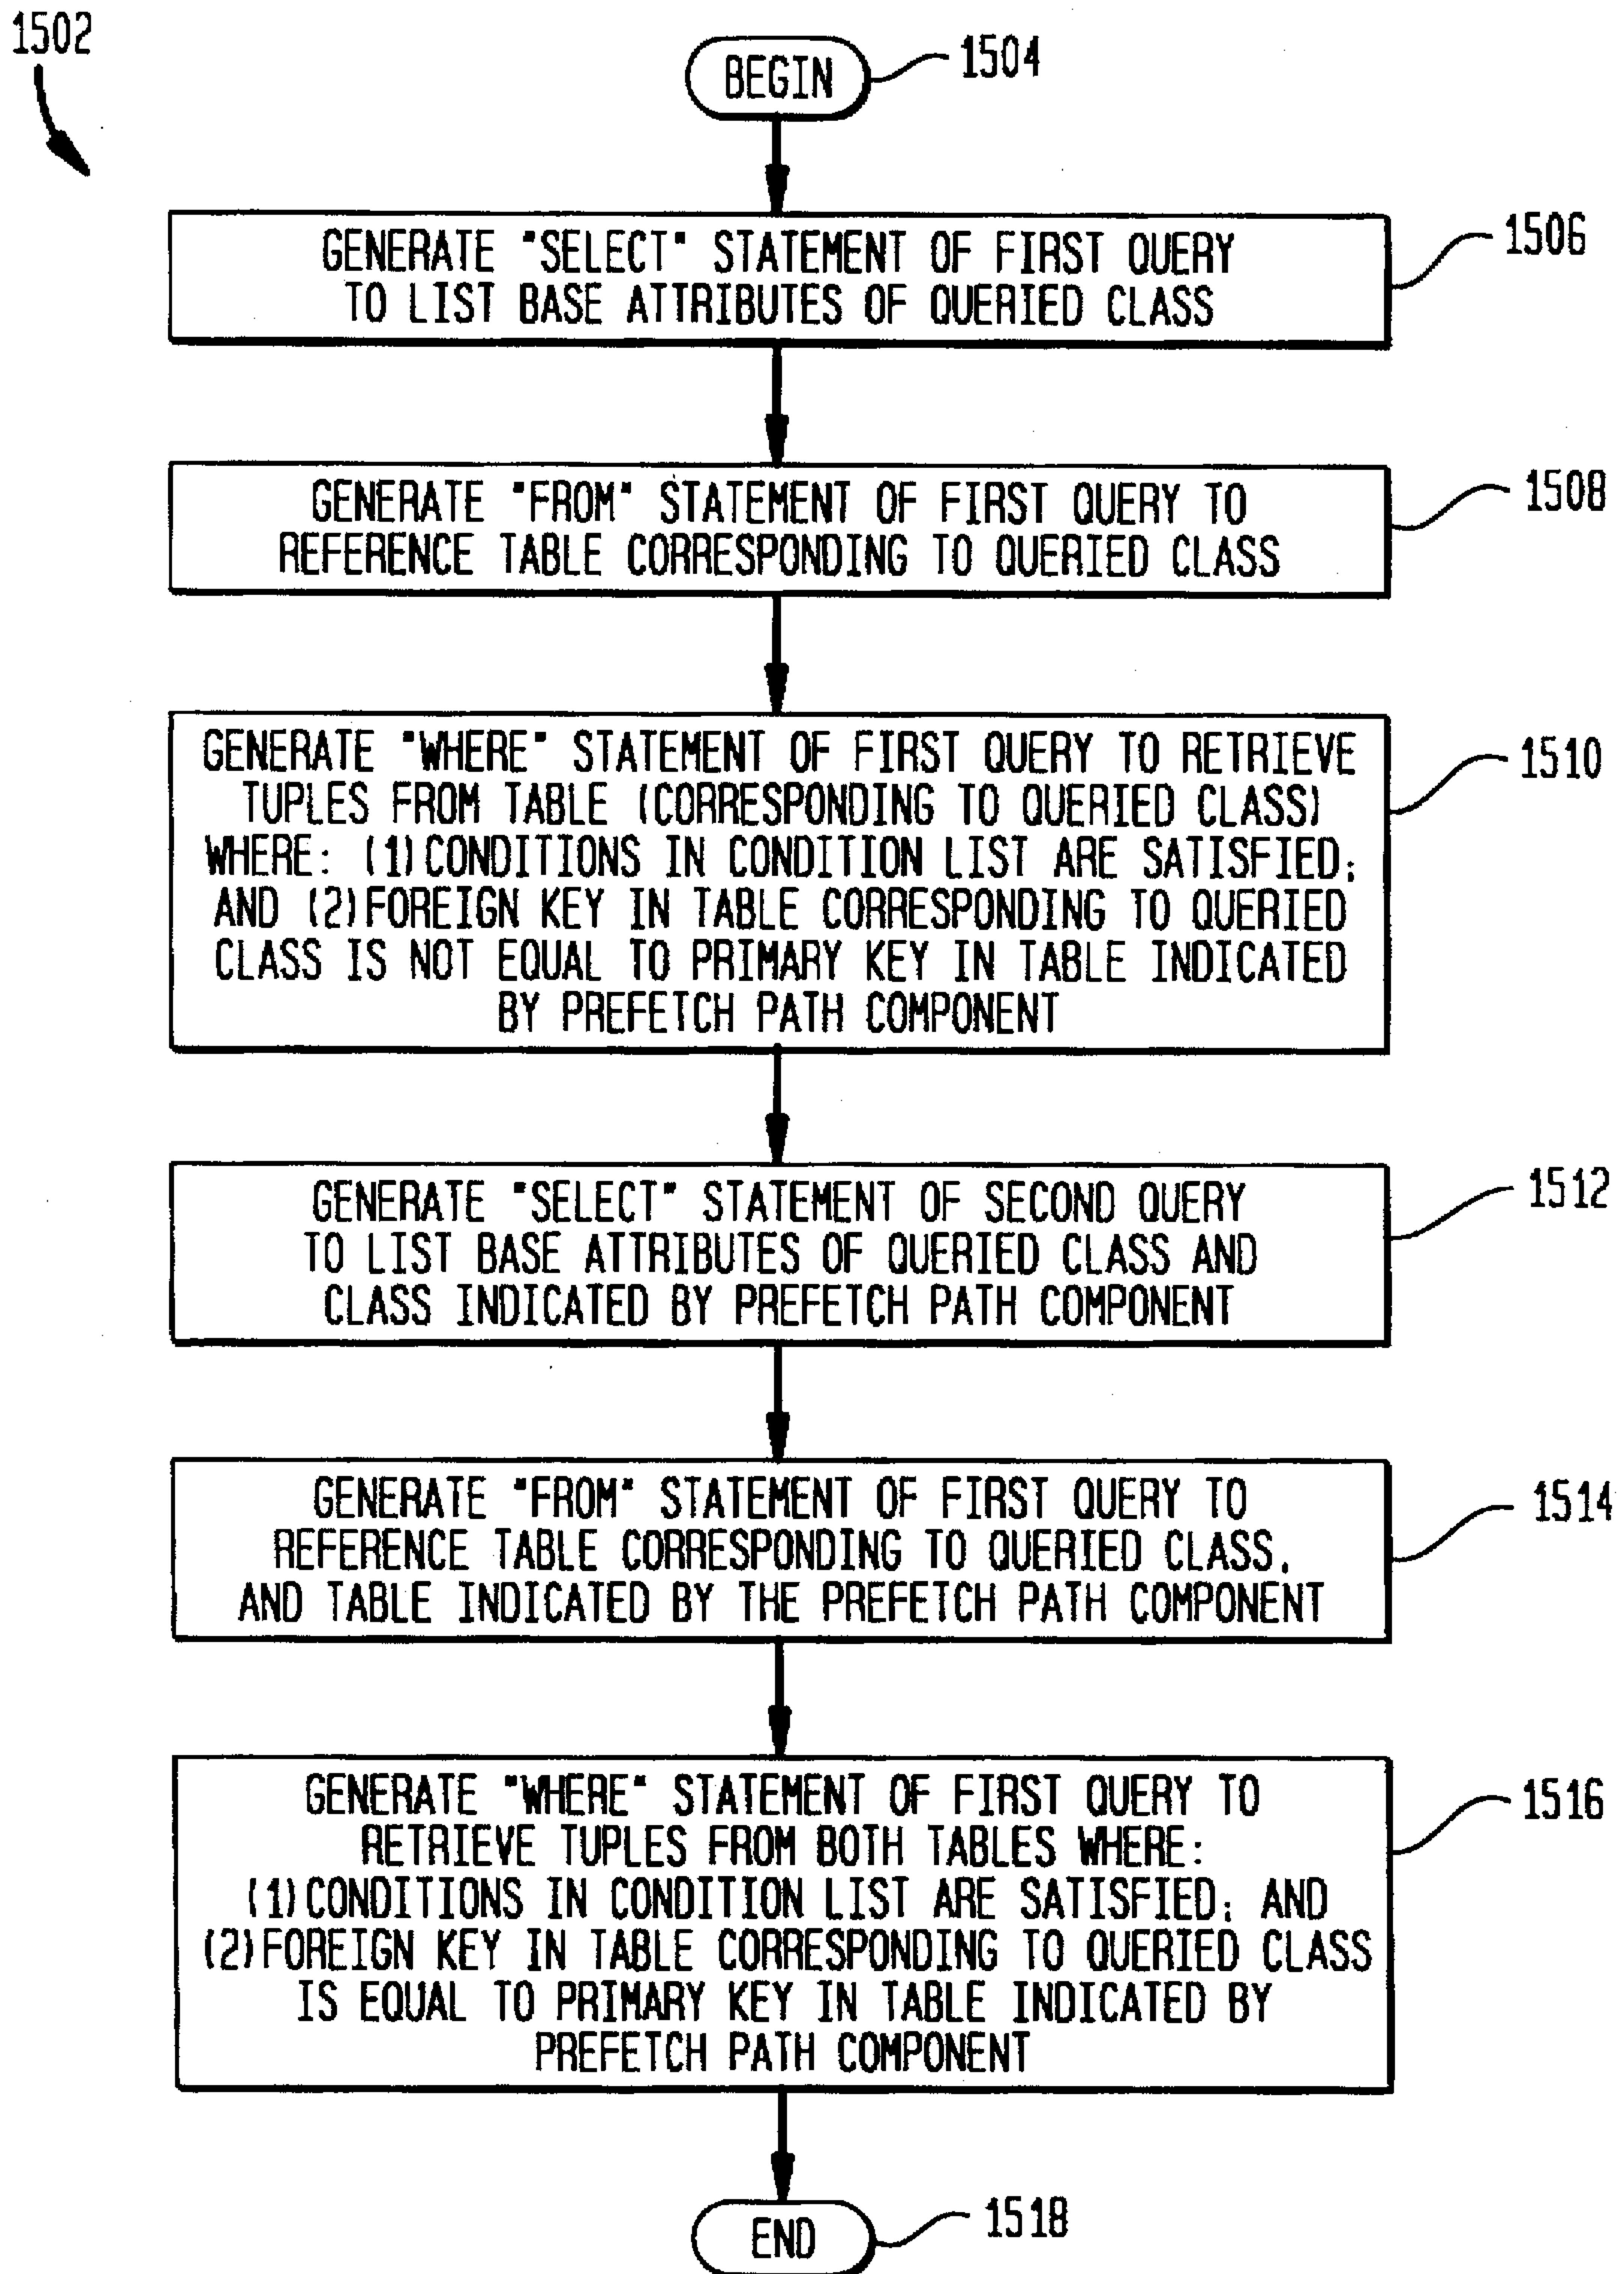 1502
BEGIN
1504
GENERATE "SELECT" STATEMENT OF FIRST QUERY
TO LIST BASE ATTRIBUTES OF QUERIED CLASS
1506
GENERATE "FROM" STATEMENT OF FIRST QUERY TO
REFERENCE TABLE CORRESPONDING TO QUERIED CLASS
1508
GENERATE "WHERE" STATEMENT OF FIRST QUERY TO RETRIEVE
TUPLES FROM TABLE (CORRESPONDING TO QUERIED CLASS)
WHERE: (1) CONDITIONS IN CONDITION LIST ARE SATISFIED;
AND (2) FOREIGN KEY IN TABLE CORRESPONDING TO QUERIED
CLASS IS NOT EQUAL TO PRIMARY KEY IN TABLE INDICATED
BY PREFETCH PATH COMPONENT
1510
GENERATE "SELECT" STATEMENT OF SECOND QUERY
TO LIST BASE ATTRIBUTES OF QUERIED CLASS AND
CLASS INDICATED BY PREFETCH PATH COMPONENT
1512
GENERATE "FROM" STATEMENT OF FIRST QUERY TO
REFERENCE TABLE CORRESPONDING TO QUERIED CLASS,
AND TABLE INDICATED BY THE PREFETCH PATH COMPONENT
1514
GENERATE "WHERE" STATEMENT OF FIRST QUERY TO
RETRIEVE TUPLES FROM BOTH TABLES WHERE:
(1) CONDITIONS IN CONDITION LIST ARE SATISFIED; AND
(2) FOREIGN KEY IN TABLE CORRESPONDING TO QUERIED CLASS
IS EQUAL TO PRIMARY KEY IN TABLE INDICATED BY
PREFETCH PATH COMPONENT
1516
END
1518